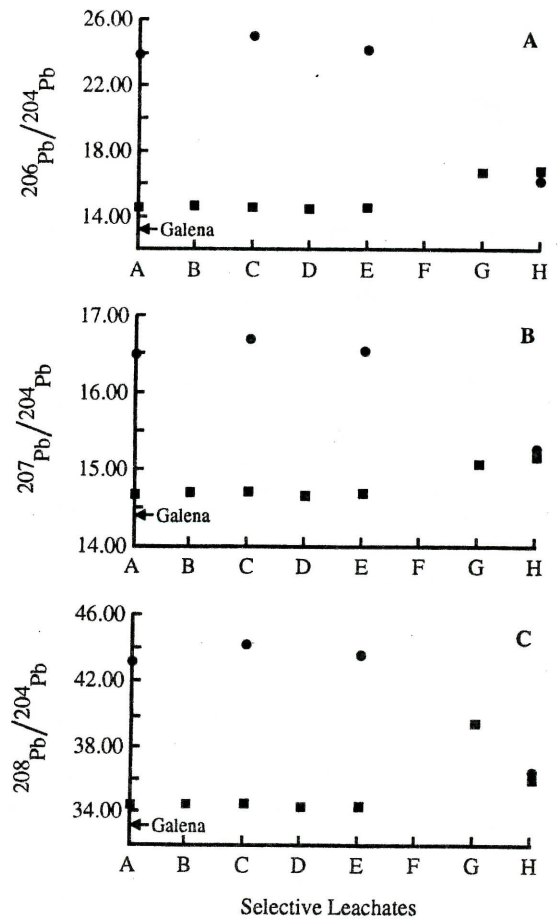 26.00
A
22.00
206Pb/204Pb
18.00
14.00
Galena
A B C D E F G H
17.00
B
16.00
207Pb/204Pb
15.00
Galena
14.00
A B C D E F G H
46.00
C
42.00
208Pb/204Pb
38.00
34.00
Galena
A B C D E F G H
Selective Leachates